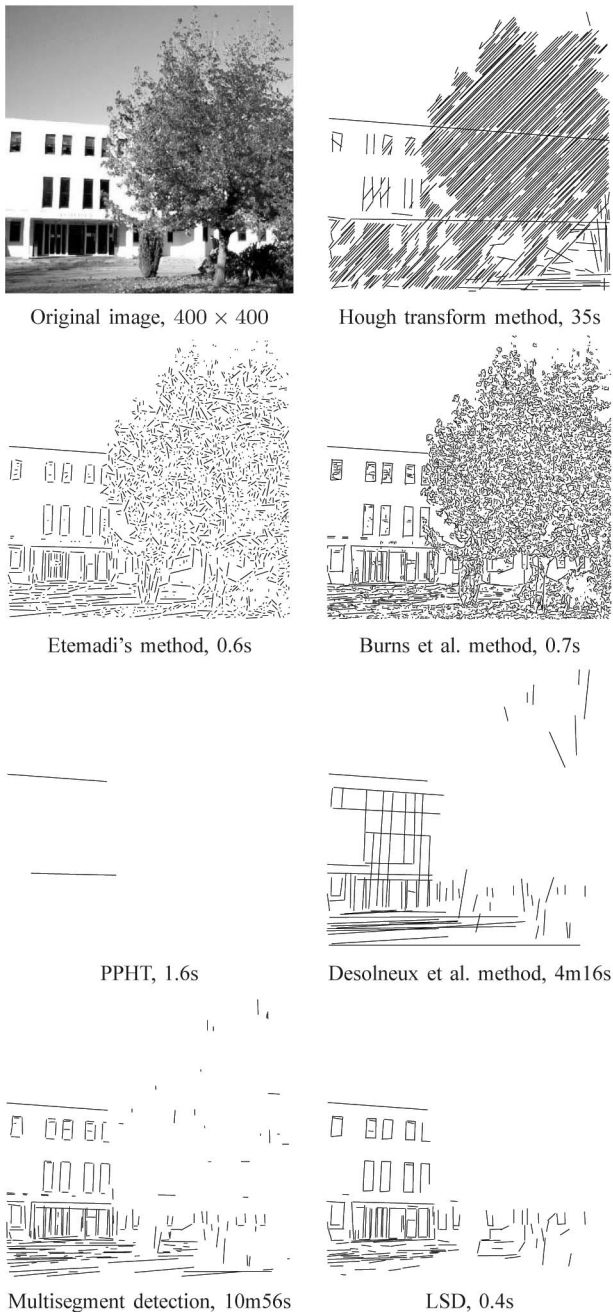 Original image, 400 × 400
Hough transform method, 35s
Etemadi's method, 0.6s
Burns et al. method, 0.7s
PPHT, 1.6s
Desolneux et al. method, 4m16s
Multisegment detection, 10m56s
LSD, 0.4s